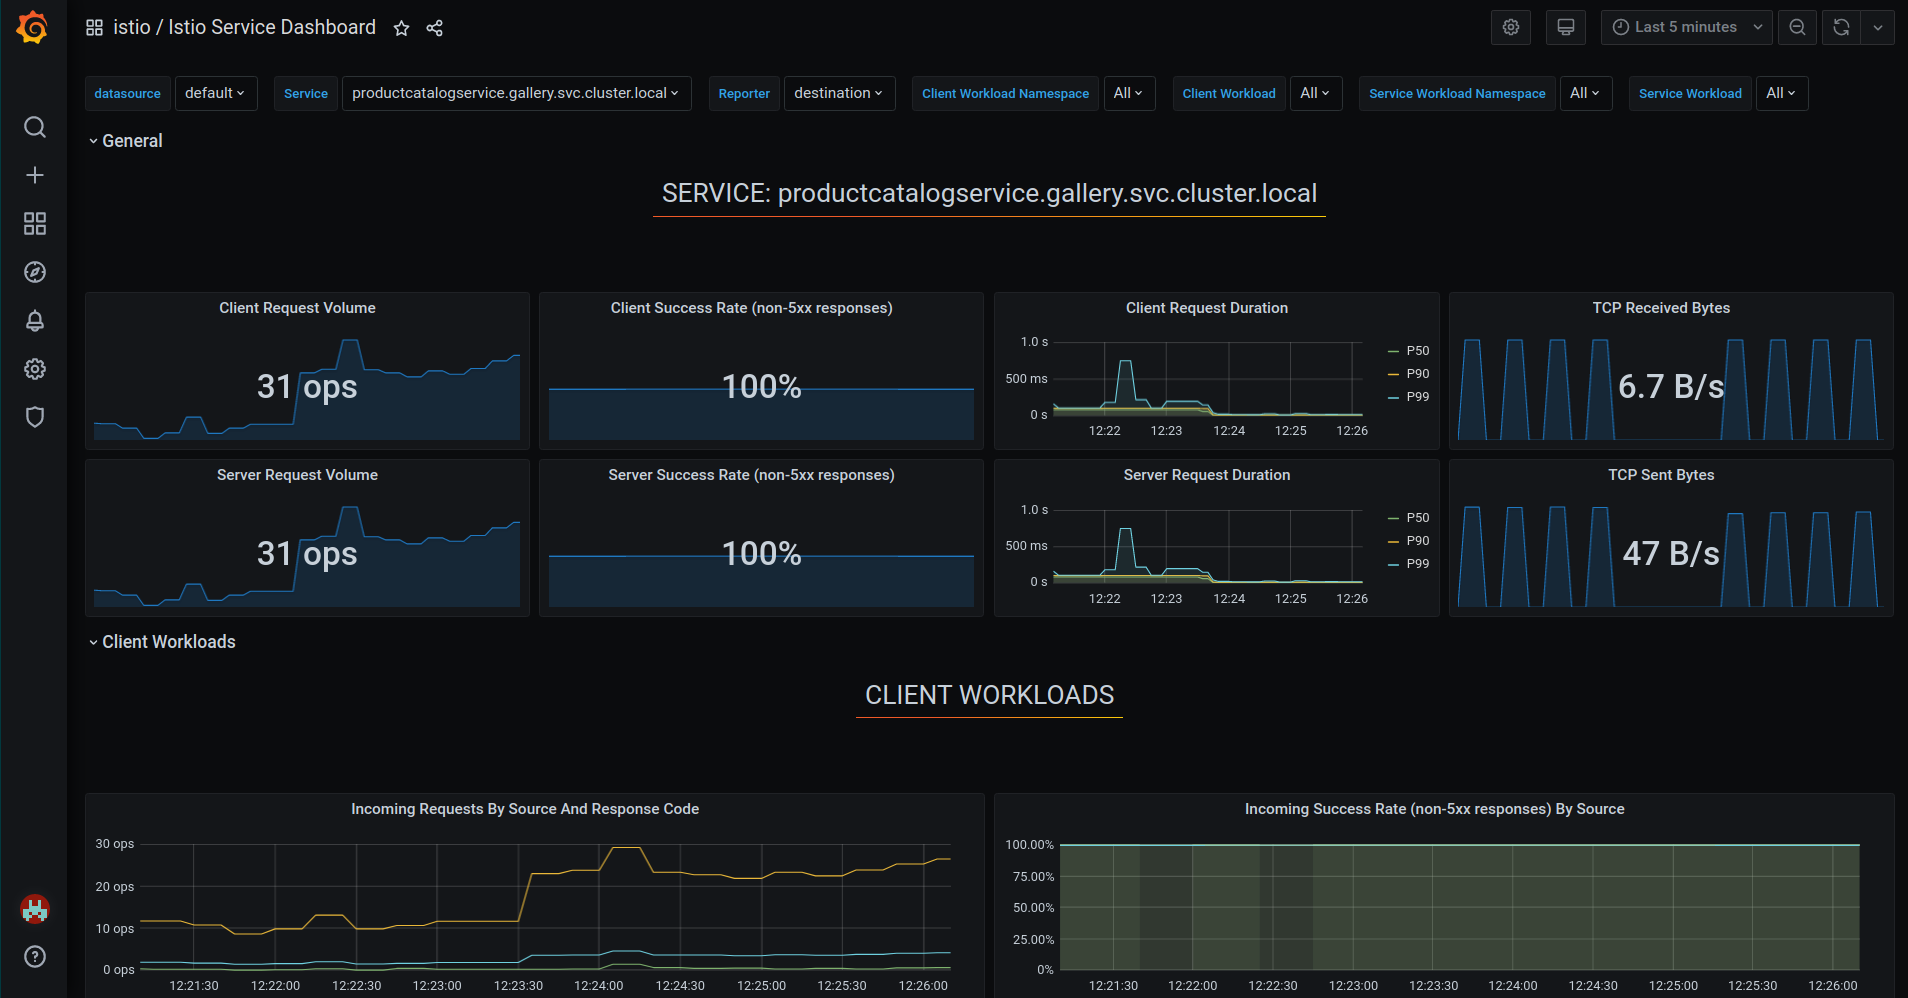 istio / Istio Service Dashboard
Last 5 minutes
datasource default Service productcatalogservice.gallery.svc.cluster.local Reporter destination Client Workload Namespace All Client Workload All Service Workload Namespace All Service Workload All
General
SERVICE: productcatalogservice.gallery.svc.cluster.local
Client Request Volume
31 ops
Client Success Rate (non-5xx responses)
100%
Client Request Duration
1.0 s
500 ms
0 s
12:22 12:23 12:24 12:25 12:26
P50
P90
P99
TCP Received Bytes
6.7 B/s
Server Request Volume
31 ops
Server Success Rate (non-5xx responses)
100%
Server Request Duration
1.0 s
500 ms
0 s
12:22 12:23 12:24 12:25 12:26
P50
P90
P99
TCP Sent Bytes
47 B/s
Client Workloads
CLIENT WORKLOADS
Incoming Requests By Source And Response Code
30 ops
20 ops
10 ops
0 ops
12:21:30 12:22:00 12:22:30 12:23:00 12:23:30 12:24:00 12:24:30 12:25:00 12:25:30 12:26:00
Incoming Success Rate (non-5xx responses) By Source
100.00%
75.00%
50.00%
25.00%
0%
12:21:30 12:22:00 12:22:30 12:23:00 12:23:30 12:24:00 12:24:30 12:25:00 12:25:30 12:26:00